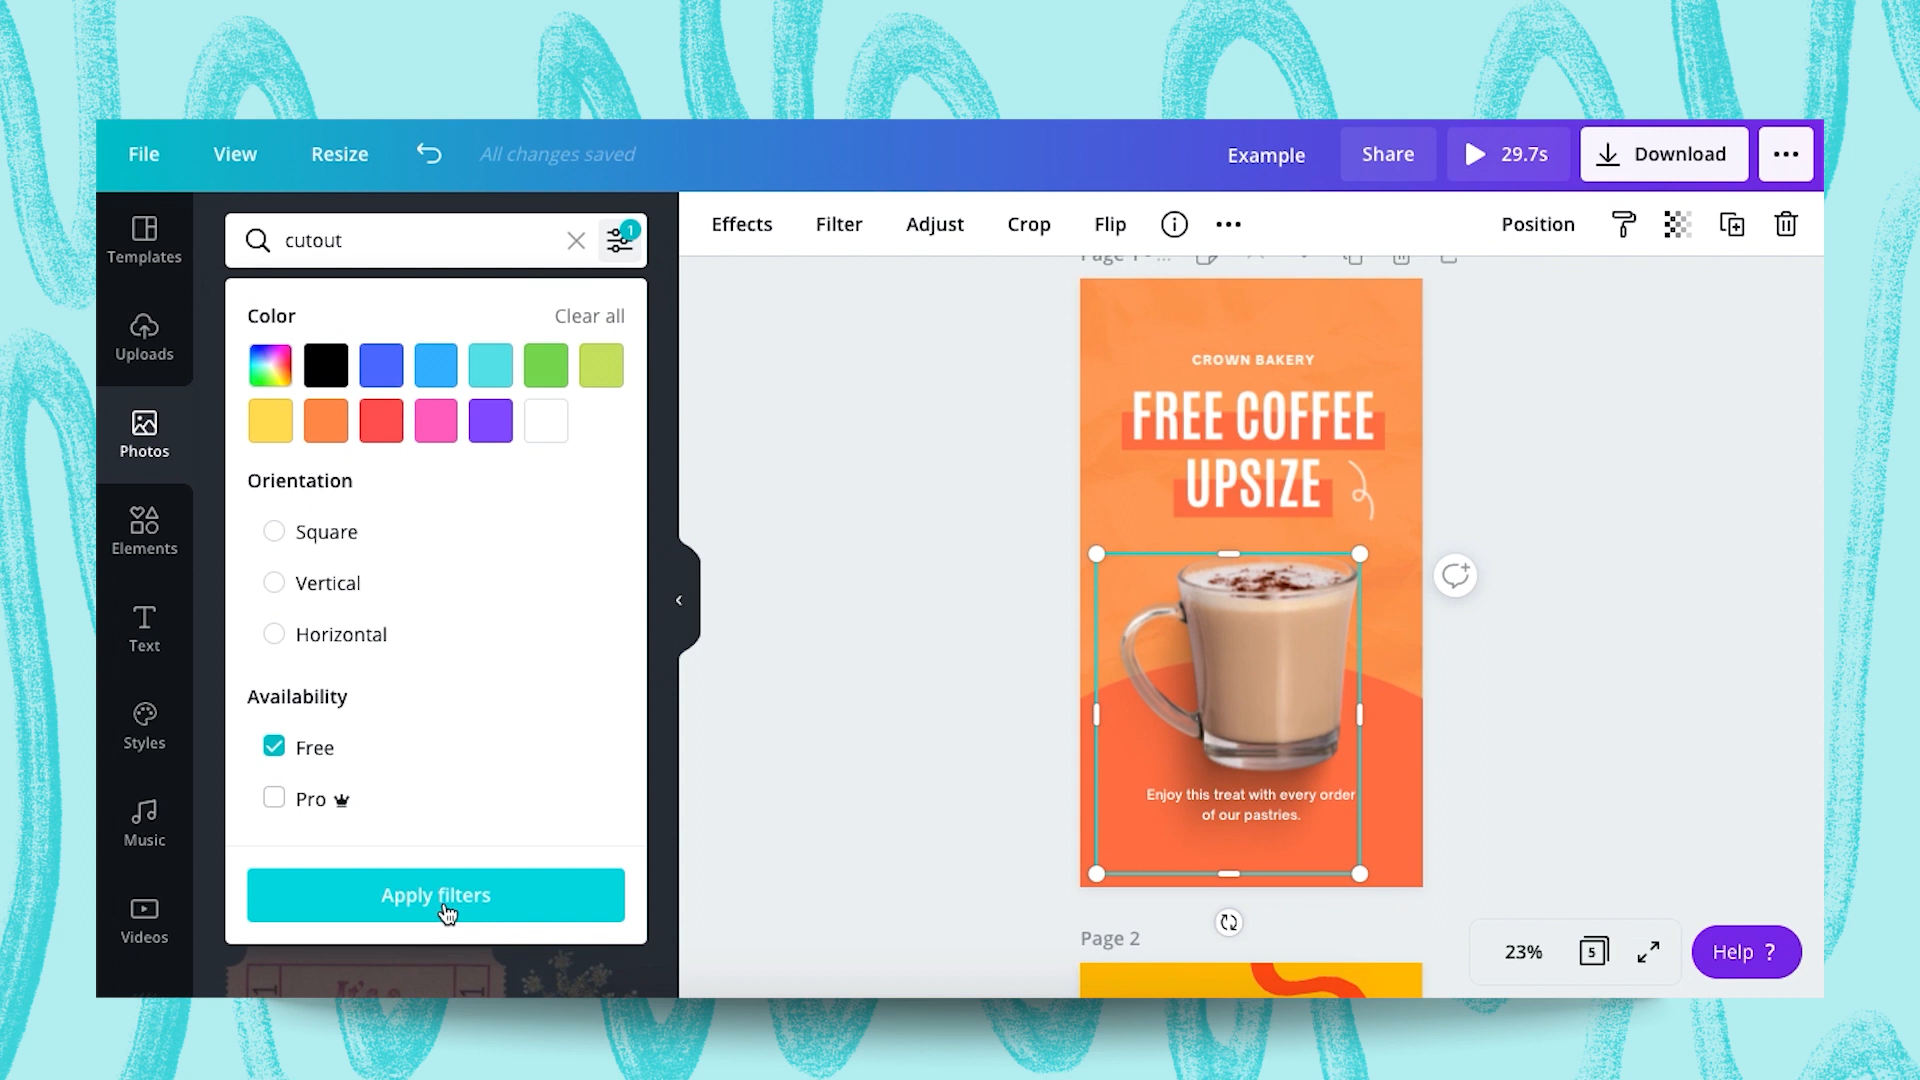 File
View
Resize
All changes saved
Example
Share
29.7s
Download
Templates
Uploads
Photos
Elements
Text
Styles
Music
Videos
cutout
1
Color
Clear all
Orientation
Square
Vertical
Horizontal
Availability
Free
Pro
Apply filters
It's a
Effects
Filter
Adjust
Crop
Flip
Position
Page 1 - ...
CROWN BAKERY
FREE COFFEE
UPSIZE
Enjoy this treat with every order
of our pastries.
Page 2
23%
5
Help ?